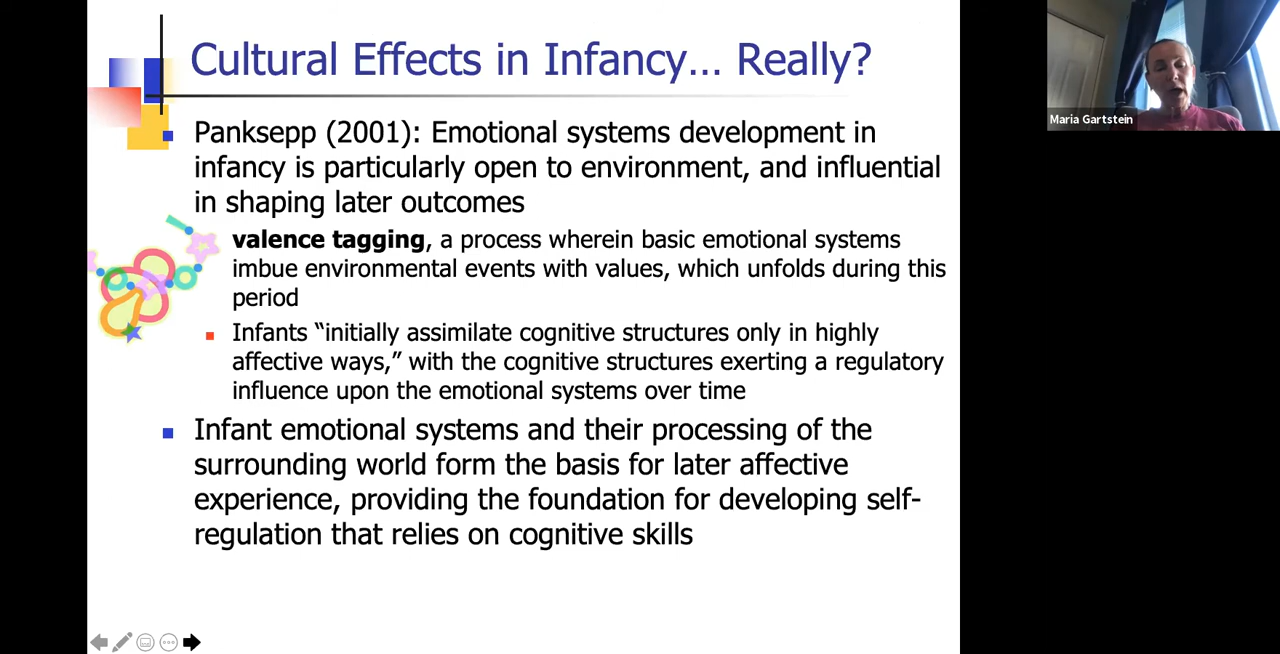 Cultural Effects in Infancy... Really?
Panksepp (2001): Emotional systems development in
infancy is particularly open to environment, and influential
in shaping later outcomes
valence tagging, a process wherein basic emotional systems
imbue environmental events with values, which unfolds during this
period
Infants “initially assimilate cognitive structures only in highly
affective ways,” with the cognitive structures exerting a regulatory
influence upon the emotional systems over time
Infant emotional systems and their processing of the
surrounding world form the basis for later affective
experience, providing the foundation for developing self-
regulation that relies on cognitive skills
Maria Gartstein